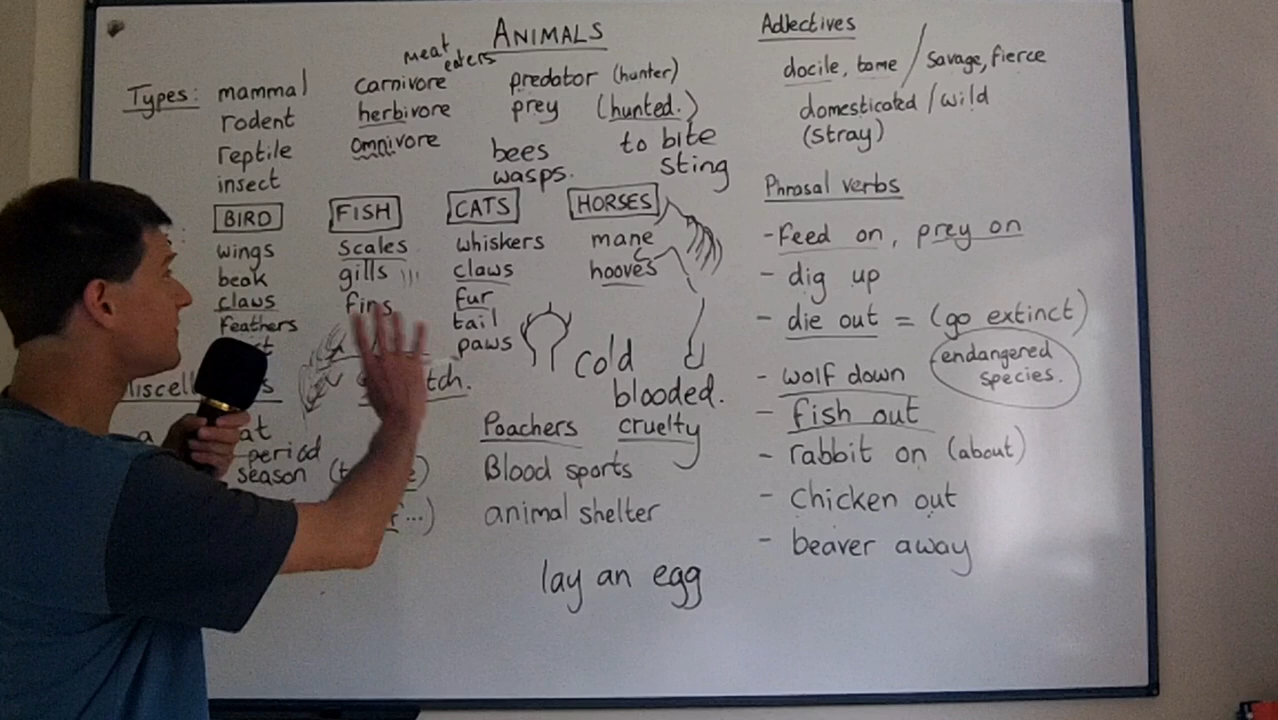 ANIMALS
meat eaters
Types:
mammal
rodent
reptile
insect
carnivore
herbivore
omnivore
predator (hunter)
prey (hunted.)
bees
wasps.
to bite
sting
BIRD
wings
beak
claws
feathers
FISH
scales
gills
fins
CATS
whiskers
claws
fur
tail
paws
HORSES
mane
hooves
cold
blooded.
period
season
Poachers cruelty
Blood sports
animal shelter
lay an egg
Adjectives
docile, tame / savage, fierce
domesticated / wild
(stray)
Phrasal verbs
- Feed on, prey on
- dig up
- die out = (go extinct)
endangered
species.
- wolf down
- fish out
- rabbit on (about)
- chicken out
- beaver away